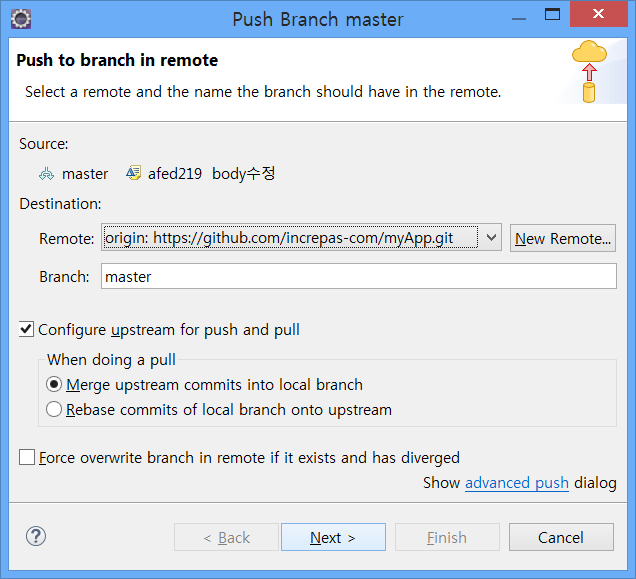 Push Branch master
Push to branch in remote
Select a remote and the name the branch should have in the remote.
Source:
master afed219 body수정
Destination:
Remote: origin: https://github.com/increpas-com/myApp.git New Remote...
Branch: master
Configure upstream for push and pull
When doing a pull
Merge upstream commits into local branch
Rebase commits of local branch onto upstream
Force overwrite branch in remote if it exists and has diverged
Show advanced push dialog
? < Back Next > Finish Cancel